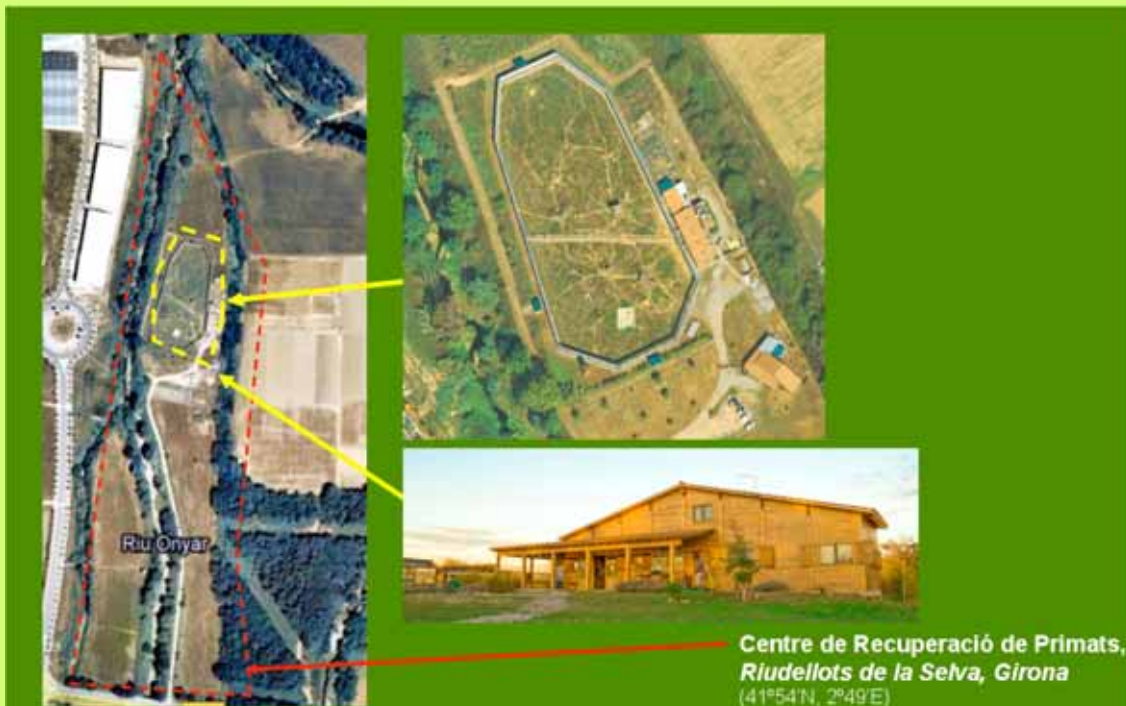 Riu Onyar
Centre de Recuperació de Primats,
Riudellots de la Selva, Girona
(41º54'N, 2º49'E)